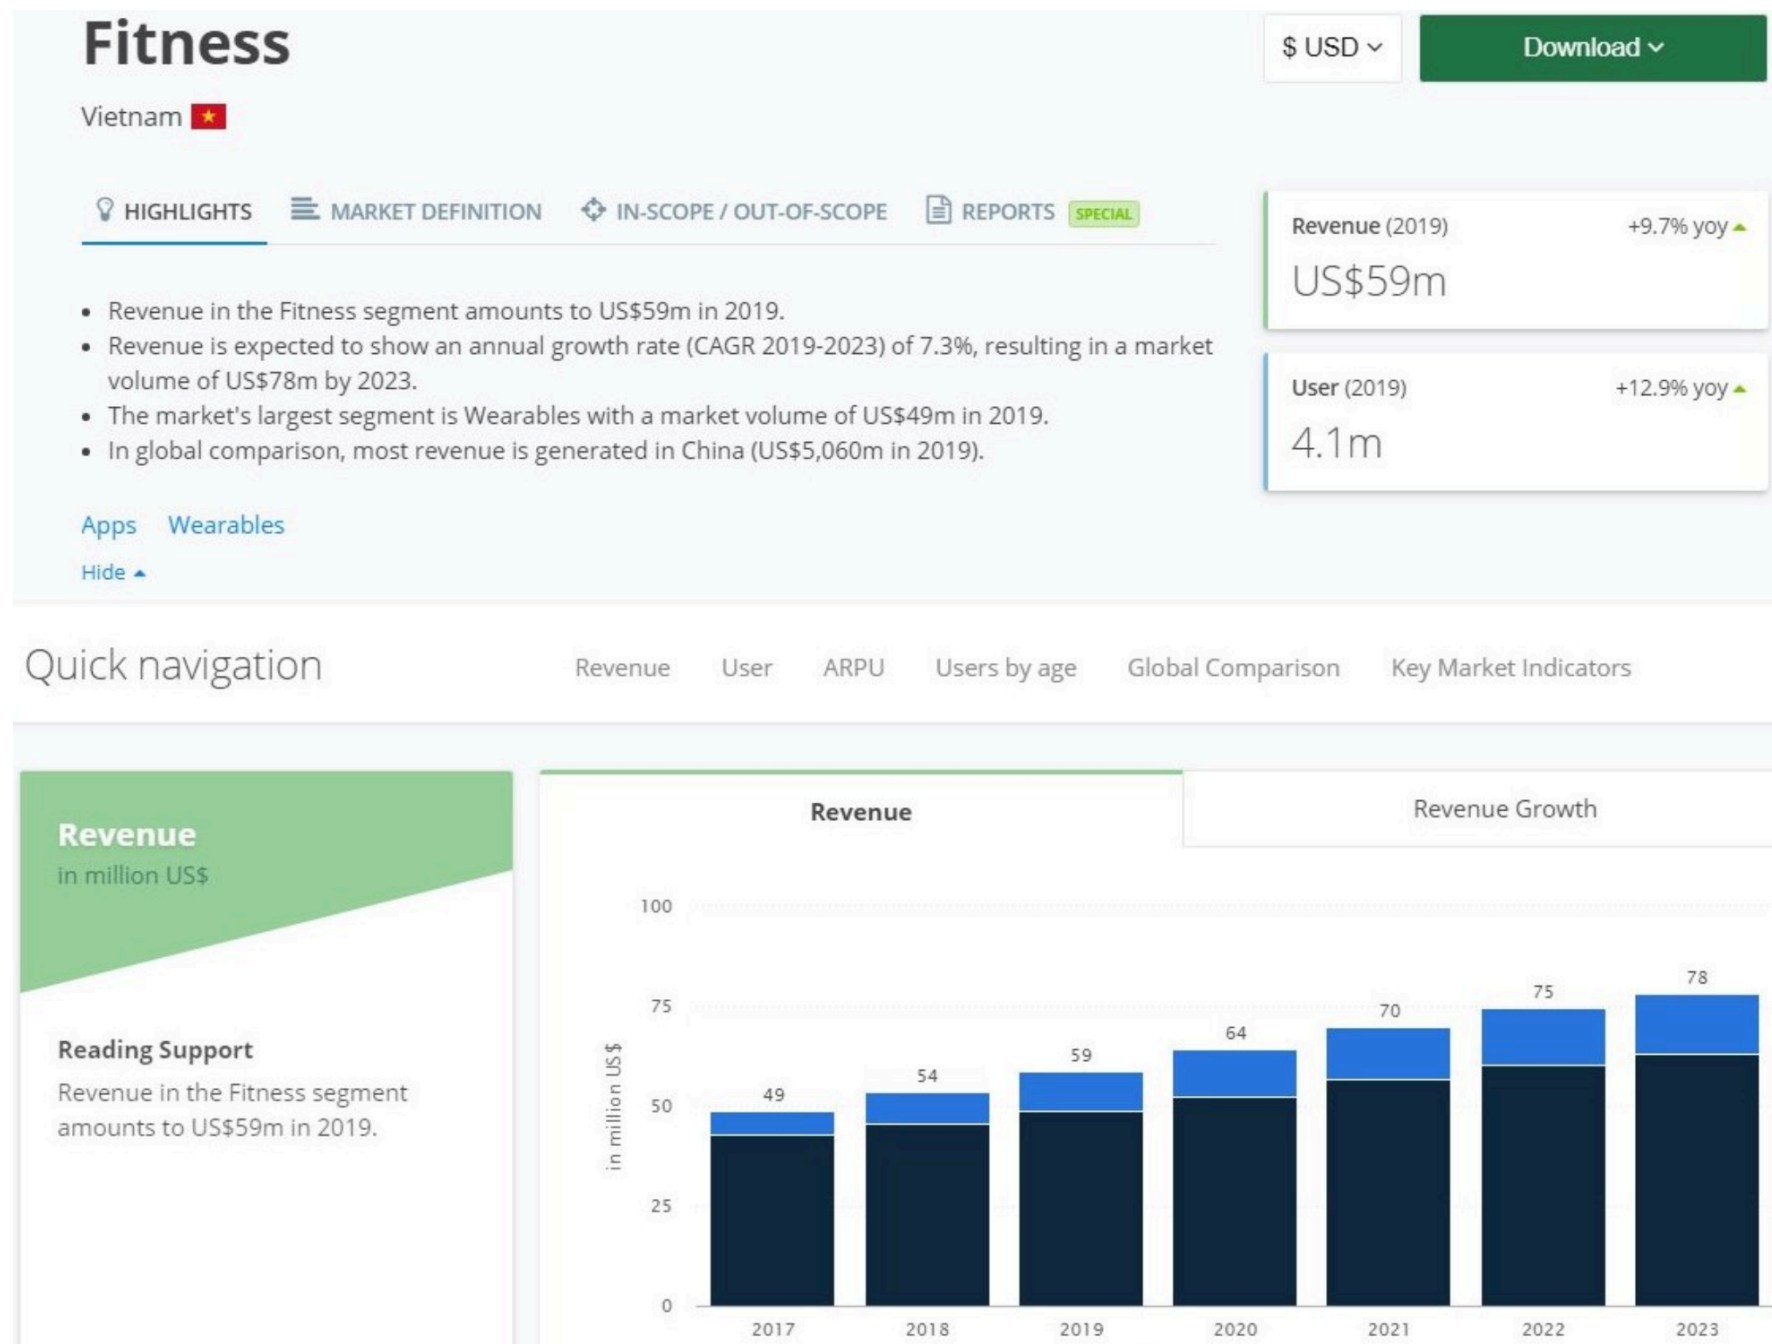 Fitness
$ USD
Download
Vietnam
HIGHLIGHTS
MARKET DEFINITION
IN-SCOPE / OUT-OF-SCOPE
REPORTS SPECIAL
Revenue (2019) +9.7% yoy
US$59m
• Revenue in the Fitness segment amounts to US$59m in 2019.
• Revenue is expected to show an annual growth rate (CAGR 2019-2023) of 7.3%, resulting in a market
volume of US$78m by 2023.
• The market's largest segment is Wearables with a market volume of US$49m in 2019.
• In global comparison, most revenue is generated in China (US$5,060m in 2019).
User (2019) +12.9% yoy
4.1m
Apps Wearables
Hide
Quick navigation
Revenue User ARPU Users by age Global Comparison Key Market Indicators
Revenue
in million US$
Reading Support
Revenue in the Fitness segment
amounts to US$59m in 2019.
Revenue
Revenue Growth
in million US$
100
75
50
25
0
49
54
59
64
70
75
78
2017 2018 2019 2020 2021 2022 2023